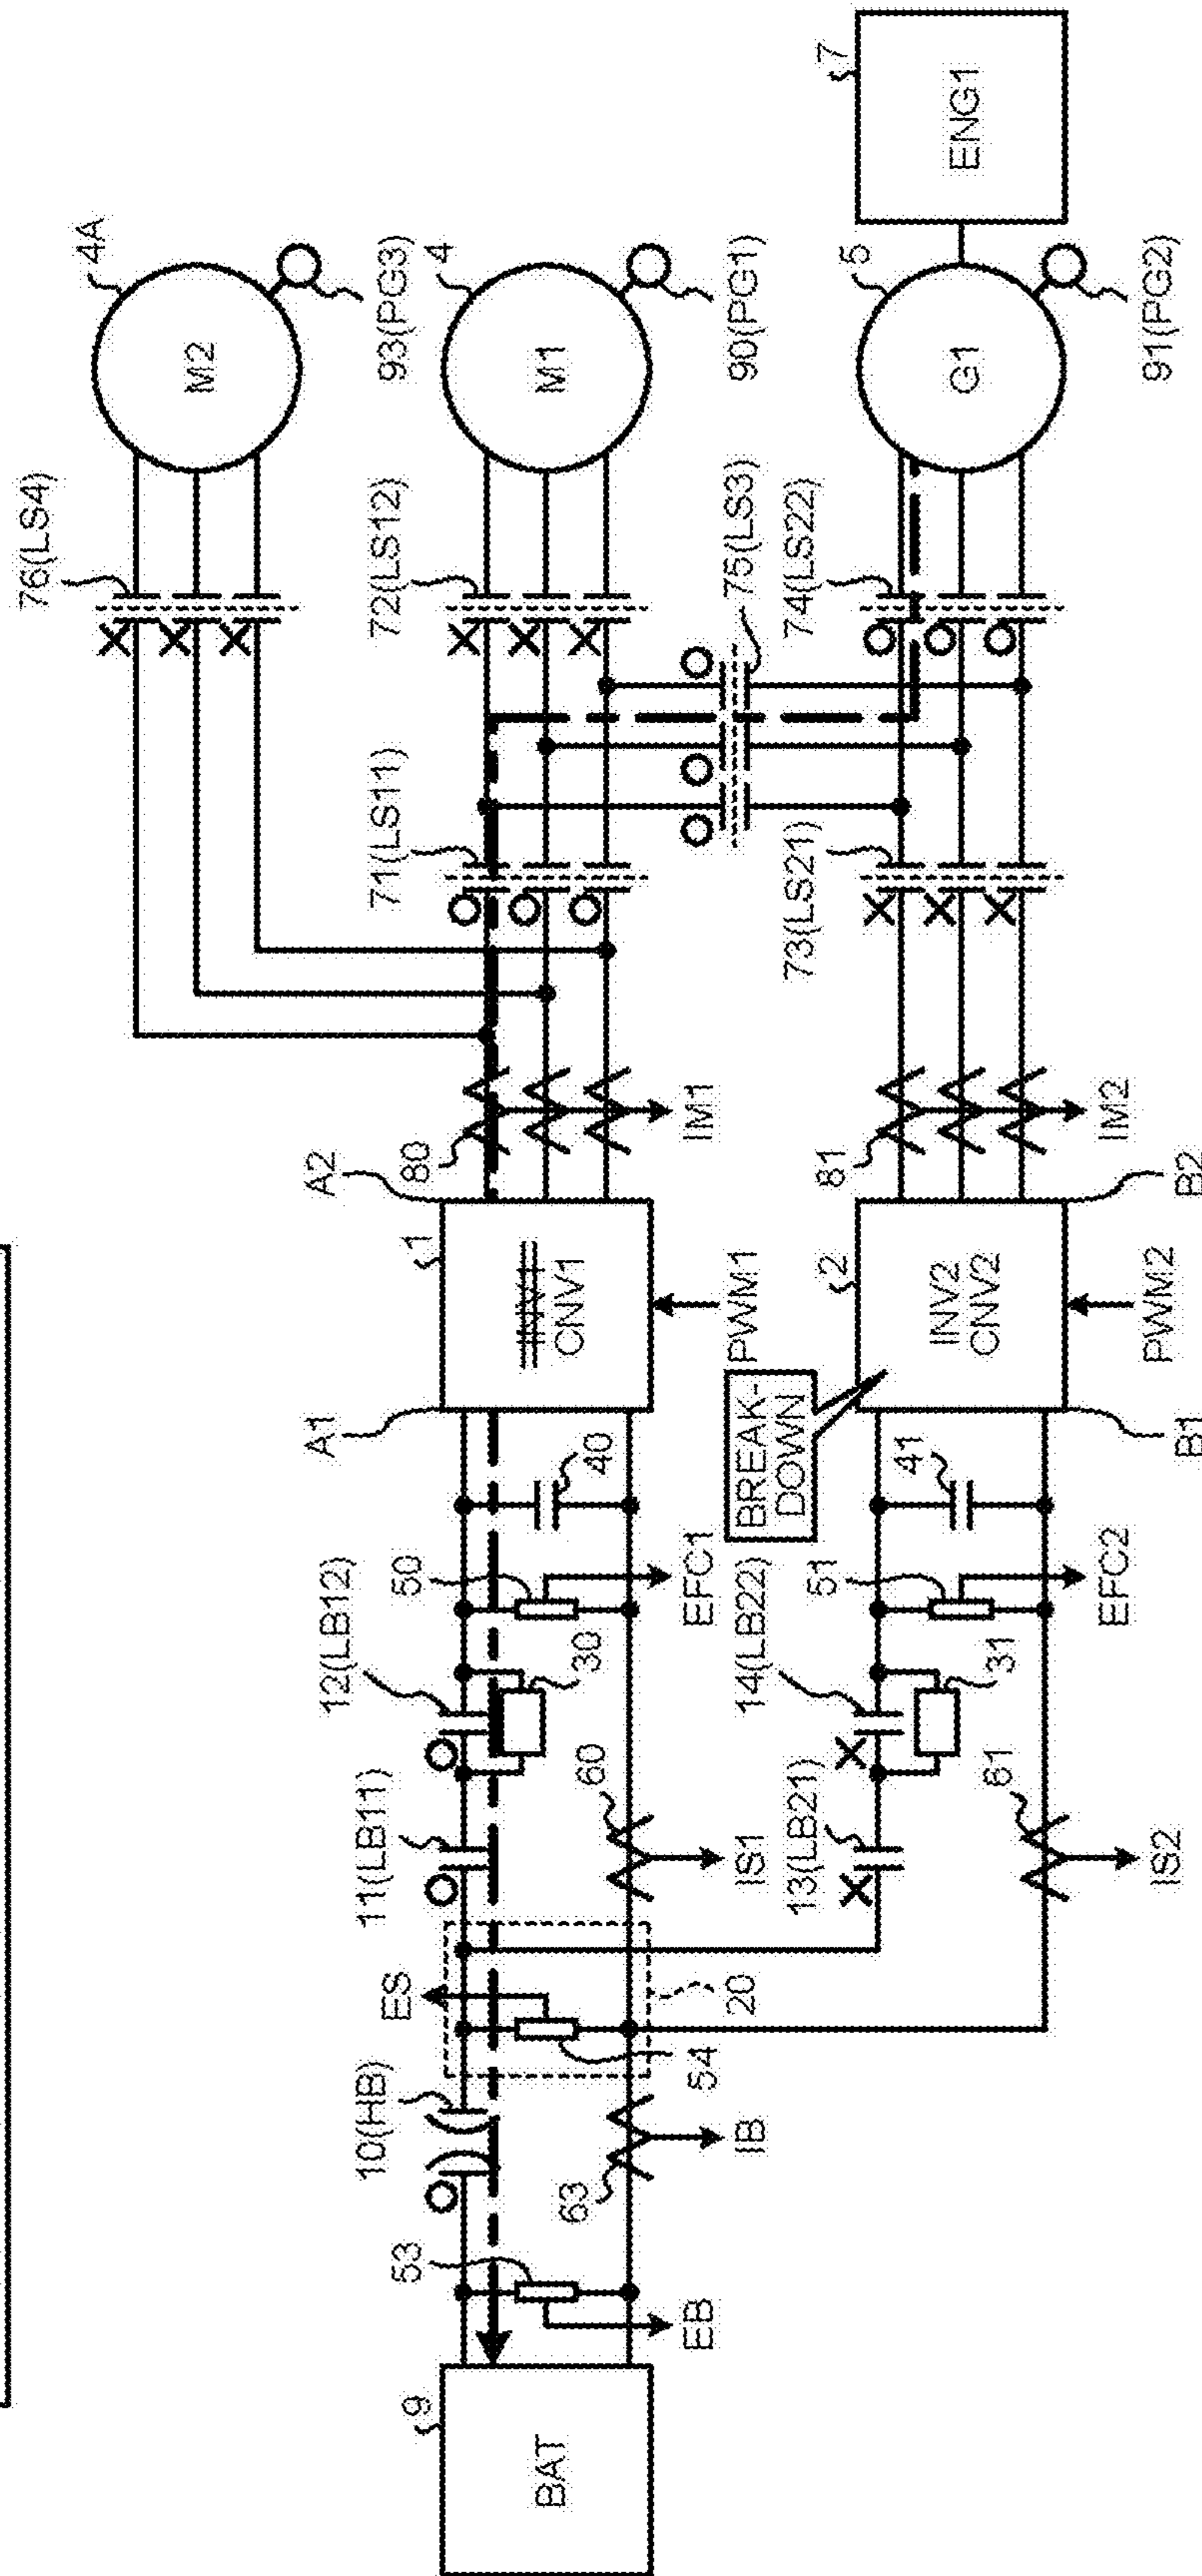 76(LS4)
4A
M2
93(PG3)
72(LS12)
4
M1
90(PG1)
71(LS11)
75(LS3)
7
ENG1
5
G1
91(PG2)
74(LS22)
73(LS21)
A2
80
IM1
81
IM2
B2
A1
1
INV1
CNV1
PWM1
2
INV2
CNV2
PWM2
B1
BREAK-
DOWN
40
41
12(LB12)
50
EFC1
30
14(LB22)
51
EFC2
31
11(LB11)
60
IS1
13(LB21)
61
IS2
ES
20
54
10(HB)
63
IB
53
EB
9
BAT